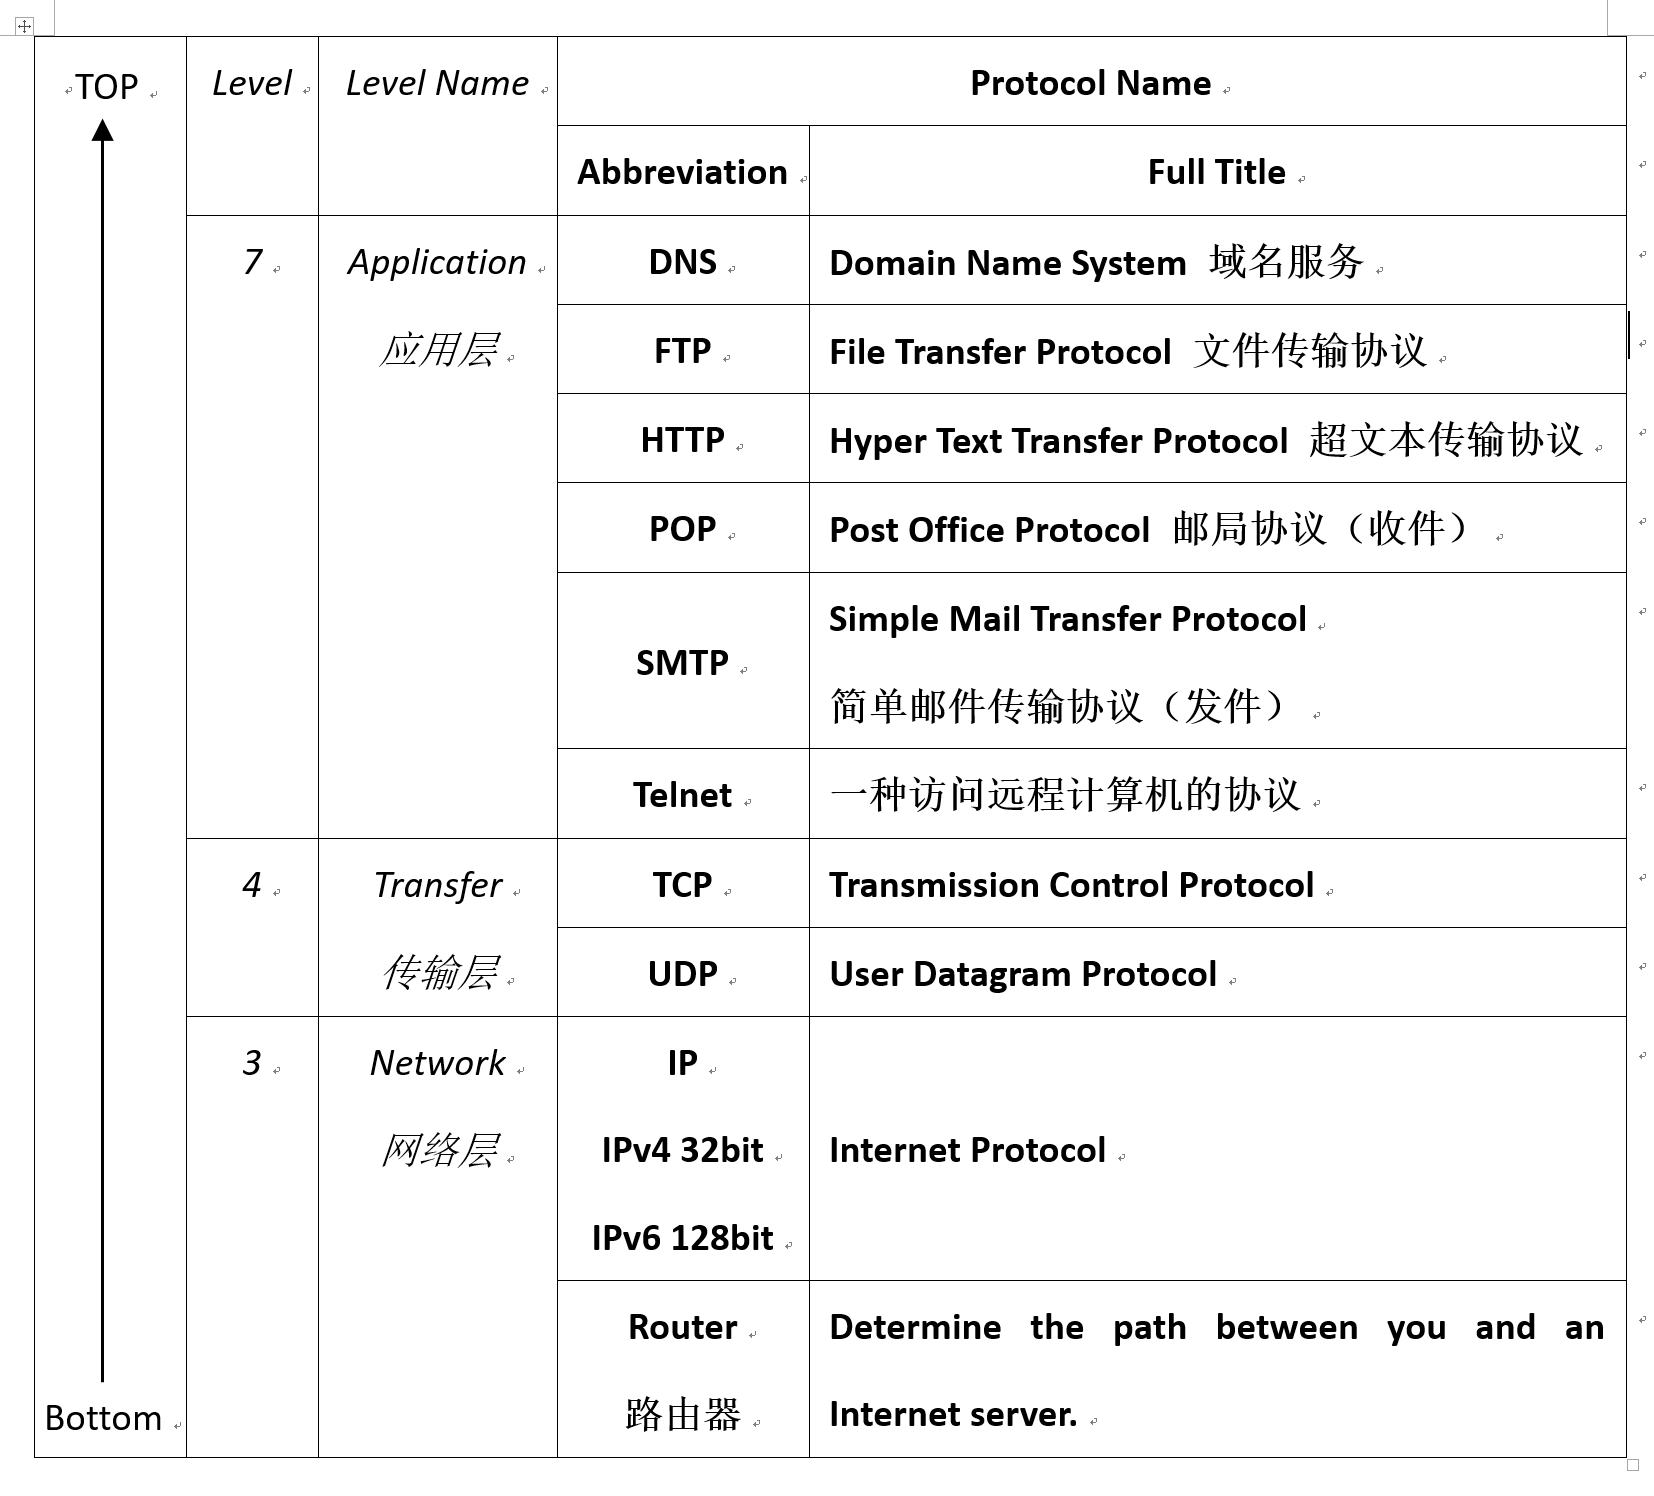 TOP
Level
Level Name
Protocol Name
Abbreviation
Full Title
7
Application
应用层
DNS
Domain Name System 域名服务
FTP
File Transfer Protocol 文件传输协议
HTTP
Hyper Text Transfer Protocol 超文本传输协议
POP
Post Office Protocol 邮局协议（收件）
SMTP
Simple Mail Transfer Protocol
简单邮件传输协议（发件）
Telnet
一种访问远程计算机的协议
4
Transfer
传输层
TCP
Transmission Control Protocol
UDP
User Datagram Protocol
3
Network
网络层
IP
IPv4 32bit
IPv6 128bit
Internet Protocol
Router
路由器
Determine the path between you and an
Internet server.
Bottom